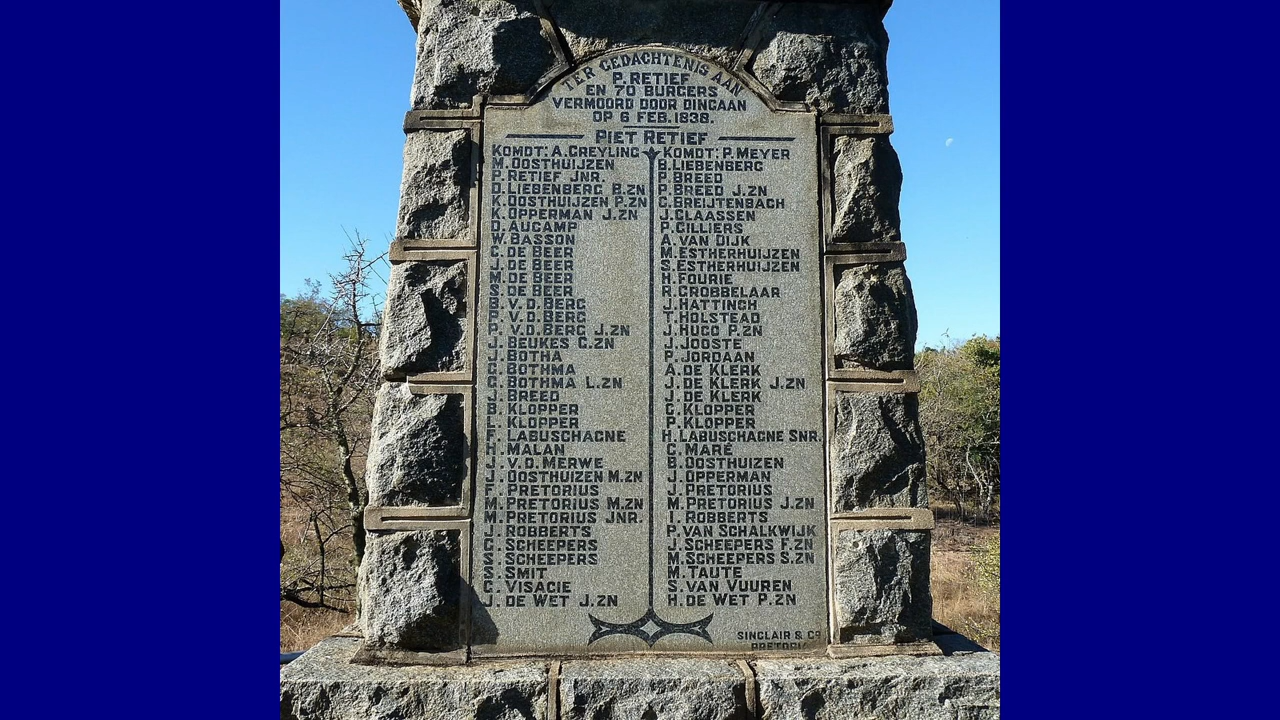 TER GEDACHTENIS AAN
P. RETIEF
EN 70 BURGERS
VERMOORD DOOR DINGAAN
OP 6 FEB. 1838.
PIET RETIEF
KOMDT: A. GREYLING
M. OOSTHUIJZEN
P. RETIEF JNR.
D. LIEBENBERG B.ZN
K. OOSTHUIJZEN P.ZN
K. OPPERMAN J.ZN
D. AUCAMP
W. BASSON
C. DE BEER
J. DE BEER
M. DE BEER
S. DE BEER
B. V. D. BERG
P. V. D. BERG
P. V. D. BERG J.ZN
J. BEUKES G.ZN
J. BOTHA
C. BOTHMA
G. BOTHMA L.ZN
J. BREED
B. KLOPPER
L. KLOPPER
F. LABUSCHAGNE
H. MALAN
J. V. D. MERWE
J. OOSTHUIZEN M.ZN
F. PRETORIUS
M. PRETORIUS M.ZN
M. PRETORIUS JNR.
J. ROBBERTS
G. SCHEEPERS
S. SCHEEPERS
S. SMIT
C. VISAGIE
J. DE WET J.ZN
KOMDT: P. MEYER
B. LIEBENBERG
P. BREED
P. BREED J.ZN
C. BREIJTENBACH
J. CLAASSEN
P. CILLIERS
A. VAN DIJK
M. ESTHERHUIJZEN
S. ESTHERHUIJZEN
H. FOURIE
R. GROBBELAAR
J. HATTINGH
T. HOLSTEAD
J. HUGO P.ZN
J. JOOSTE
P. JORDAAN
A. DE KLERK
J. DE KLERK J.ZN
J. DE KLERK
C. KLOPPER
P. KLOPPER
H. LABUSCHAGNE SNR.
C. MARÉ
B. OOSTHUIZEN
J. OPPERMAN
J. PRETORIUS
M. PRETORIUS J.ZN
I. ROBBERTS
P. VAN SCHALKWIJK
J. SCHEEPERS F.ZN
M. SCHEEPERS S.ZN
M. TAUTE
S. VAN VUUREN
H. DE WET P.ZN
SINCLAIR & CO
PRETORIA